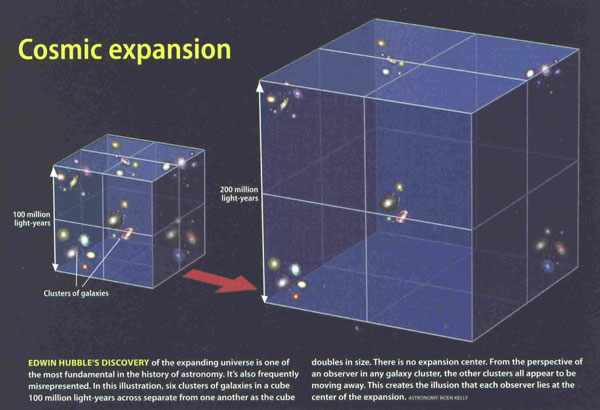 Cosmic expansion
200 million
light-years
100 million
light-years
Clusters of galaxies
EDWIN HUBBLE'S DISCOVERY of the expanding universe is one of
the most fundamental in the history of astronomy. It's also frequently
misrepresented. In this illustration, six clusters of galaxies in a cube
100 million light-years across separate from one another as the cube
doubles in size. There is no expansion center. From the perspective of
an observer in any galaxy cluster, the other clusters all appear to be
moving away. This creates the illusion that each observer lies at the
center of the expansion. ASTRONOMY: ROEN KELLY